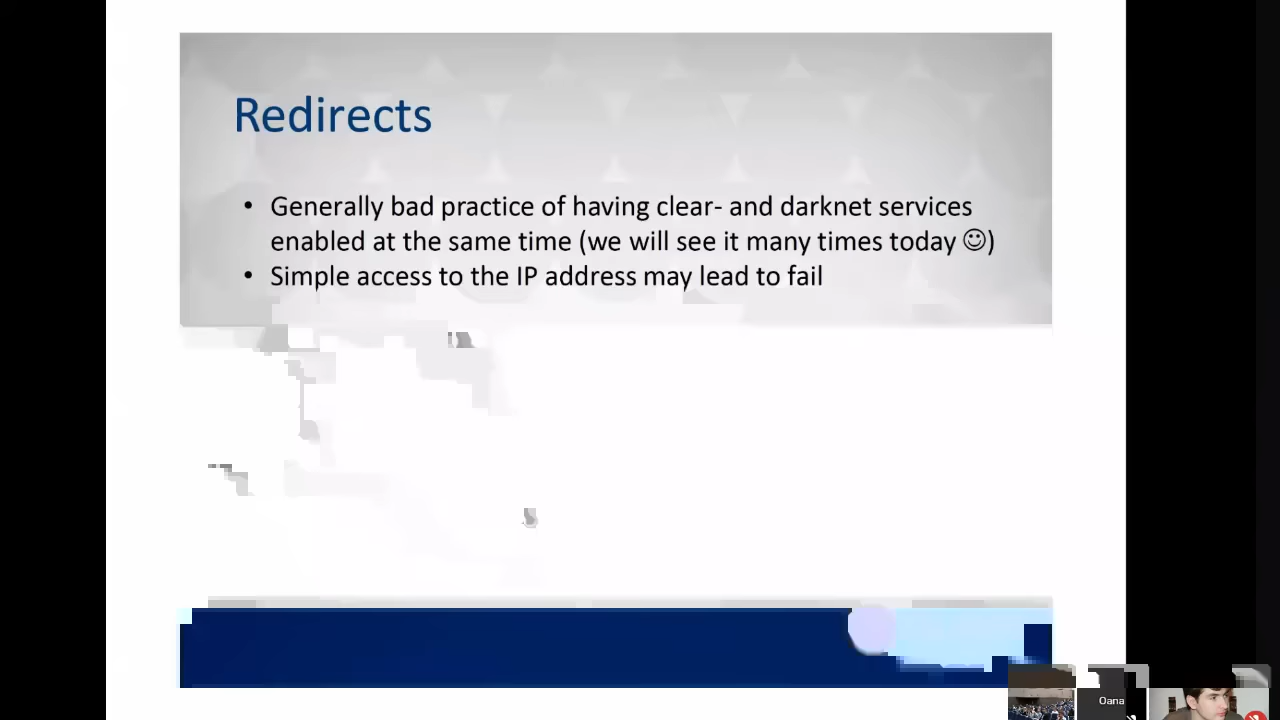 Redirects
• Generally bad practice of having clear- and darknet services
enabled at the same time (we will see it many times today ☺)
• Simple access to the IP address may lead to fail
Oana